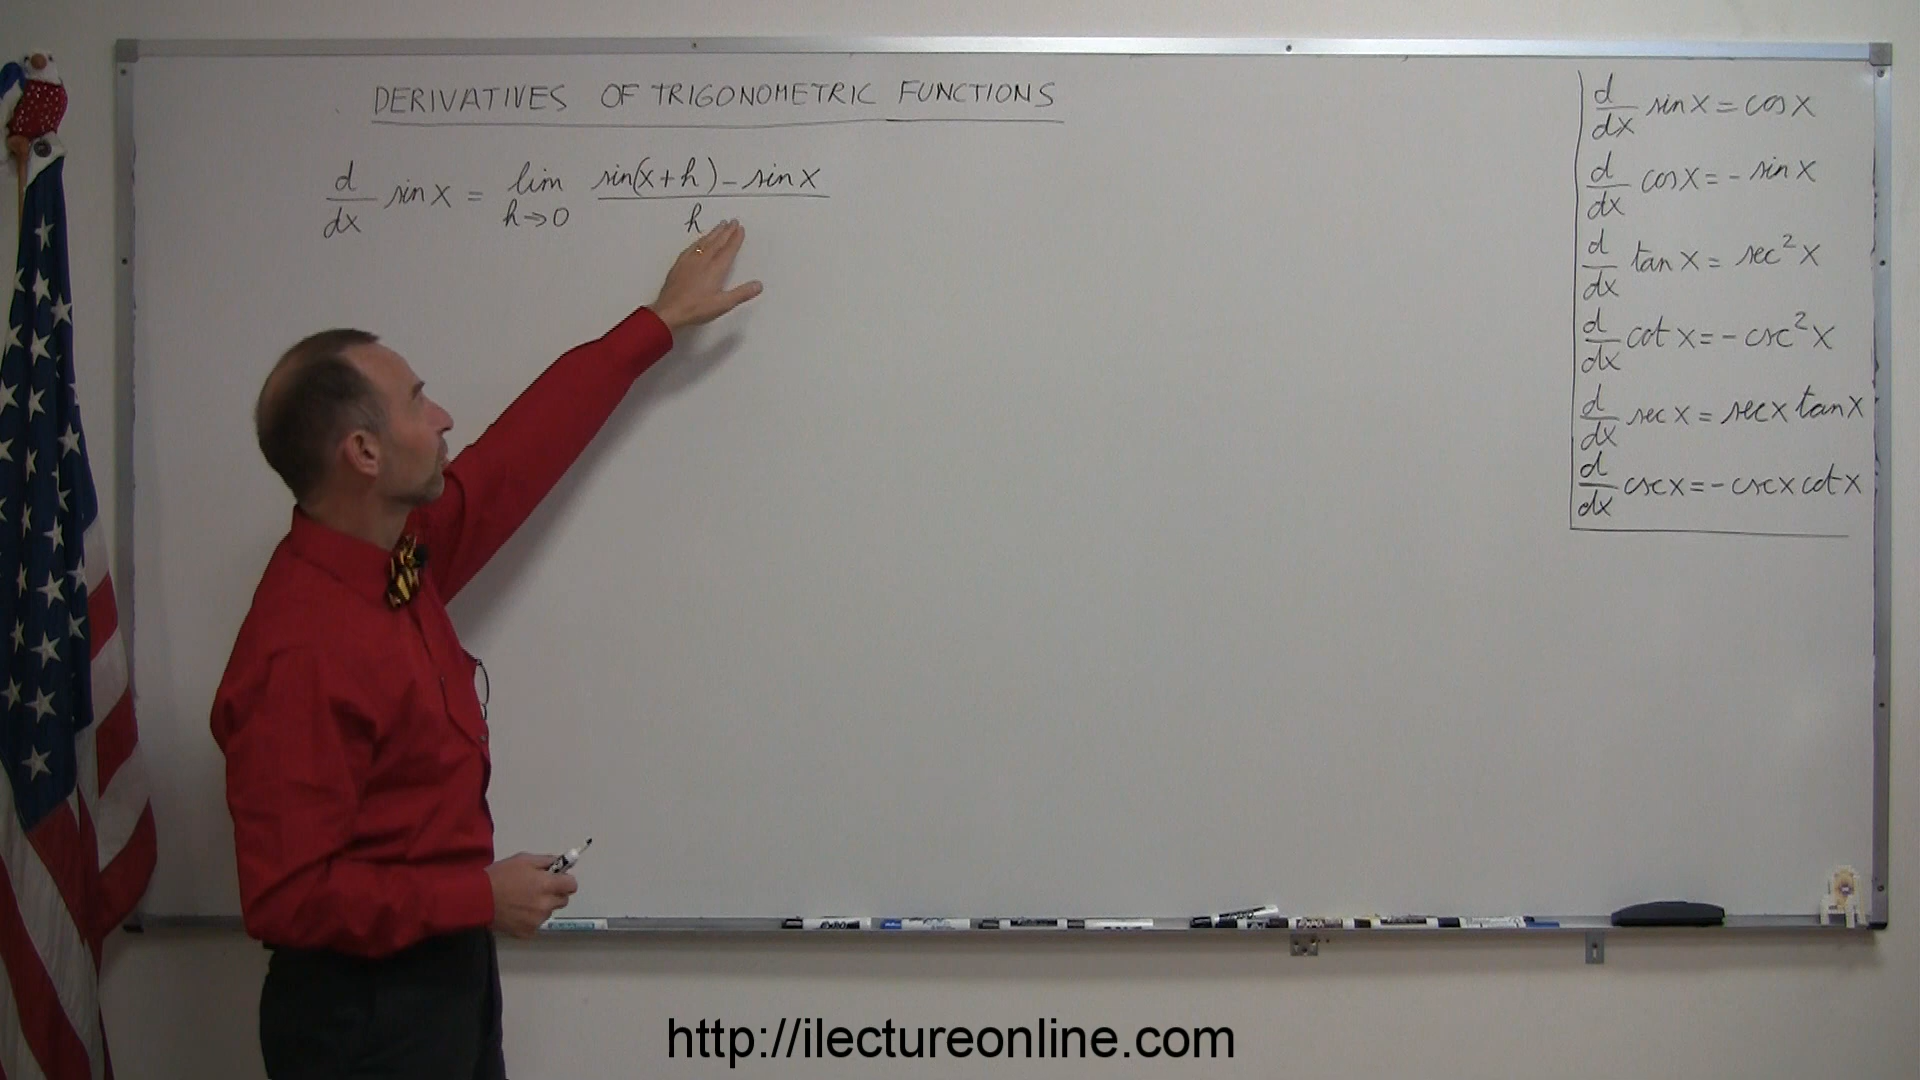 DERIVATIVES OF TRIGONOMETRIC FUNCTIONS
d/dx sin x = lim h→0 (sin(x+h) - sin x)/h
d/dx sin x = cos x
d/dx cos x = - sin x
d/dx tan x = sec² x
d/dx cot x = - csc² x
d/dx sec x = sec x tan x
d/dx csc x = - csc x cot x
EXPO
http://ilectureonline.com